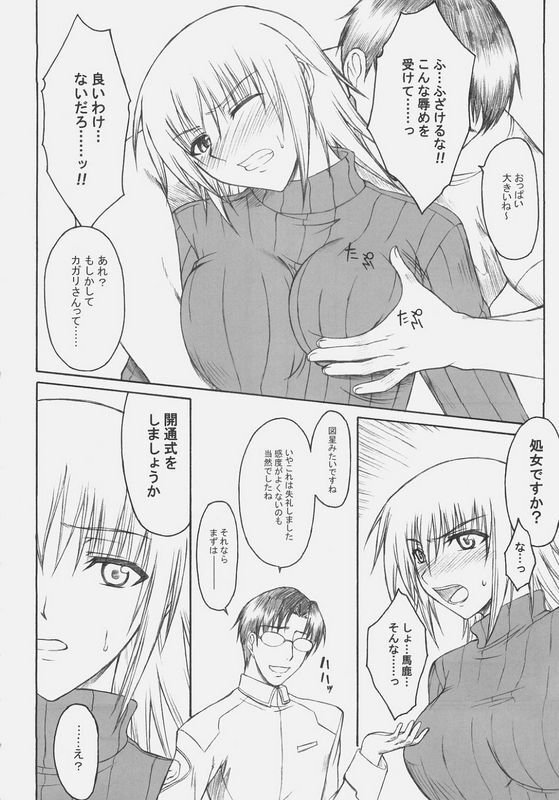 ふ…ふざけるな!!
こんな辱めを
受けて……っ
良いわけ…
ないだろ……ッ!!
おっぱい
大きいね～
たぷ
たぷ
あれ？
もしかして
カガリさんって……
処女ですか？
な…っ
しょ…馬鹿…
そんな……っ
図星みたいですね
いやこれは失礼しました
感度がよくないのも
当然でしたね
それなら
まずは――
ハハッ
開通式を
しましょうか
……え？